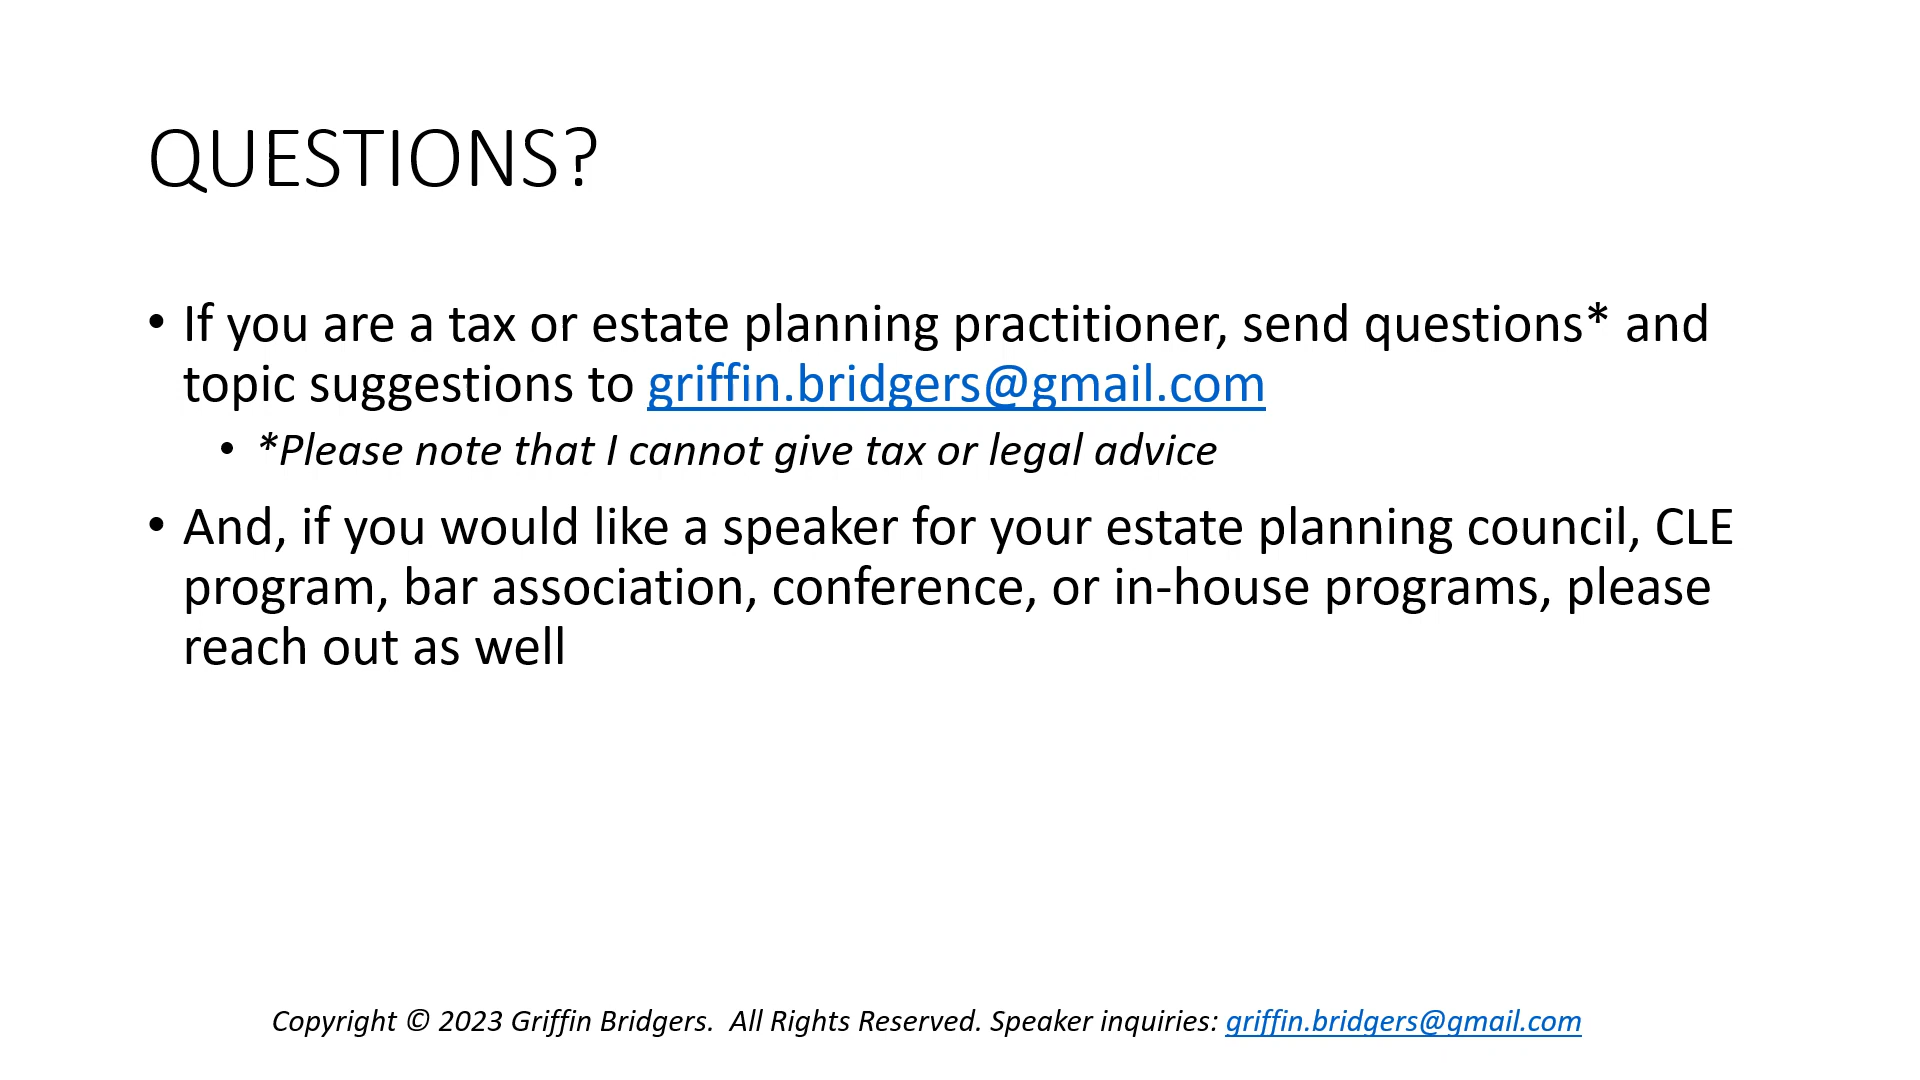 QUESTIONS?
• If you are a tax or estate planning practitioner, send questions* and
topic suggestions to griffin.bridgers@gmail.com
• *Please note that I cannot give tax or legal advice
• And, if you would like a speaker for your estate planning council, CLE
program, bar association, conference, or in-house programs, please
reach out as well
Copyright © 2023 Griffin Bridgers.  All Rights Reserved. Speaker inquiries: griffin.bridgers@gmail.com